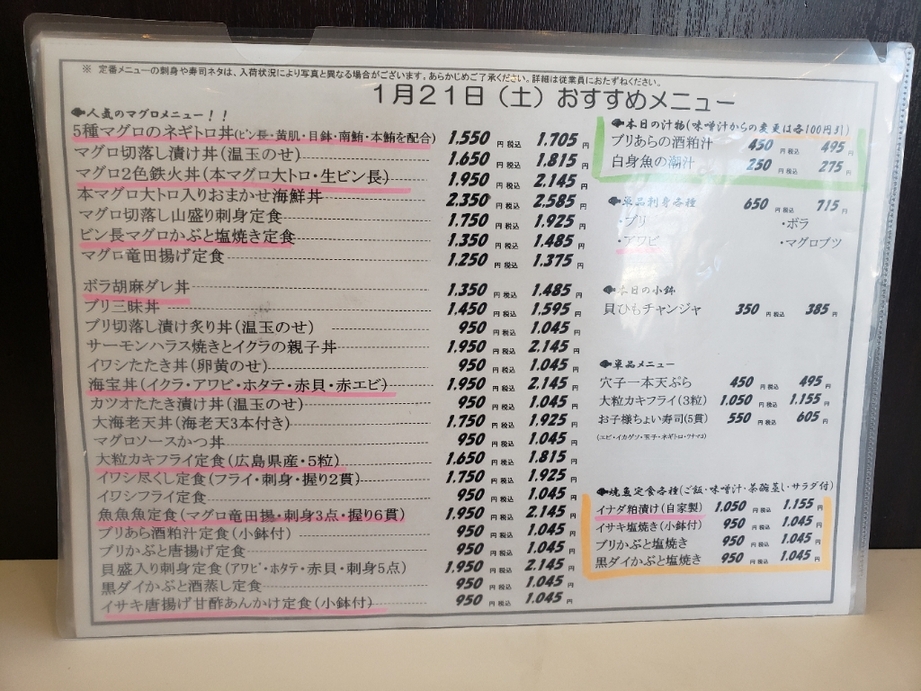 ※ 定番メニューの刺身や寿司ネタは、入荷状況により写真と異なる場合がございます。あらかじめご了承ください。詳細は従業員におたずねください。
1月21日（土）おすすめメニュー
人気のマグロメニュー！！
5種マグロのネギトロ丼(ビン長・黄肌・目鉢・南鮪・本鮪を配合) 1.550 円 税込 1.705 円
マグロ切落し漬け丼(温玉のせ) 1.650 円 税込 1.815 円
マグロ2色鉄火丼(本マグロ大トロ・生ビン長) 1.950 円 税込 2.145 円
本マグロ大トロ入りおまかせ海鮮丼 2.350 円 税込 2.585 円
マグロ切落し山盛り刺身定食 1.750 円 税込 1.925 円
ビン長マグロかぶと塩焼き定食 1.350 円 税込 1.485 円
マグロ竜田揚げ定食 1.250 円 税込 1.375 円
ボラ胡麻ダレ丼 1.350 円 税込 1.485 円
ブリ三昧丼 1.450 円 税込 1.595 円
ブリ切落し漬け炙り丼(温玉のせ) 950 円 税込 1.045 円
サーモンハラス焼きとイクラの親子丼 1.950 円 税込 2.145 円
イワシたたき丼(卵黄のせ) 950 円 税込 1.045 円
海宝丼(イクラ・アワビ・ホタテ・赤貝・赤エビ) 1.950 円 税込 2.145 円
カツオたたき漬け丼(温玉のせ) 950 円 税込 1.045 円
大海老天丼(海老天3本付き) 1.750 円 税込 1.925 円
マグロソースかつ丼 950 円 税込 1.045 円
大粒カキフライ定食(広島県産・5粒) 1.650 円 税込 1.815 円
イワシ尽くし定食(フライ・刺身・握り2貫) 1.750 円 税込 1.925 円
イワシフライ定食 950 円 税込 1.045 円
魚魚魚定食(マグロ竜田揚・刺身3点・握り6貫) 1.950 円 税込 2.145 円
ブリあら酒粕汁定食(小鉢付) 950 円 税込 1.045 円
ブリかぶと唐揚げ定食 950 円 税込 1.045 円
貝盛入り刺身定食(アワビ・ホタテ・赤貝・刺身5点) 1.950 円 税込 2.145 円
黒ダイかぶと酒蒸し定食 950 円 税込 1.045 円
イサキ唐揚げ甘酢あんかけ定食(小鉢付) 950 円 税込 1.045 円
本日の汁物(味噌汁からの変更は各100円引)
ブリあらの酒粕汁 450 円 税込 495 円
白身魚の潮汁 250 円 税込 275 円
単品刺身各種 650 円 税込 715 円
・ブリ ・ボラ
・アワビ ・マグロブツ
本日の小鉢
貝ひもチャンジャ 350 円 税込 385 円
単品メニュー
穴子一本天ぷら 450 円 税込 495 円
大粒カキフライ(3粒) 1.050 円 税込 1.155 円
お子様ちょい寿司(5貫) 550 円 税込 605 円
(エビ・イカゲソ・玉子・ネギトロ・ツナマヨ)
焼魚定食各種(ご飯・味噌汁・茶碗蒸し・サラダ付)
イナダ粕漬け(自家製) 1.050 円 税込 1.155 円
イサキ塩焼き(小鉢付) 950 円 税込 1.045 円
ブリかぶと塩焼き 950 円 税込 1.045 円
黒ダイかぶと塩焼き 950 円 税込 1.045 円